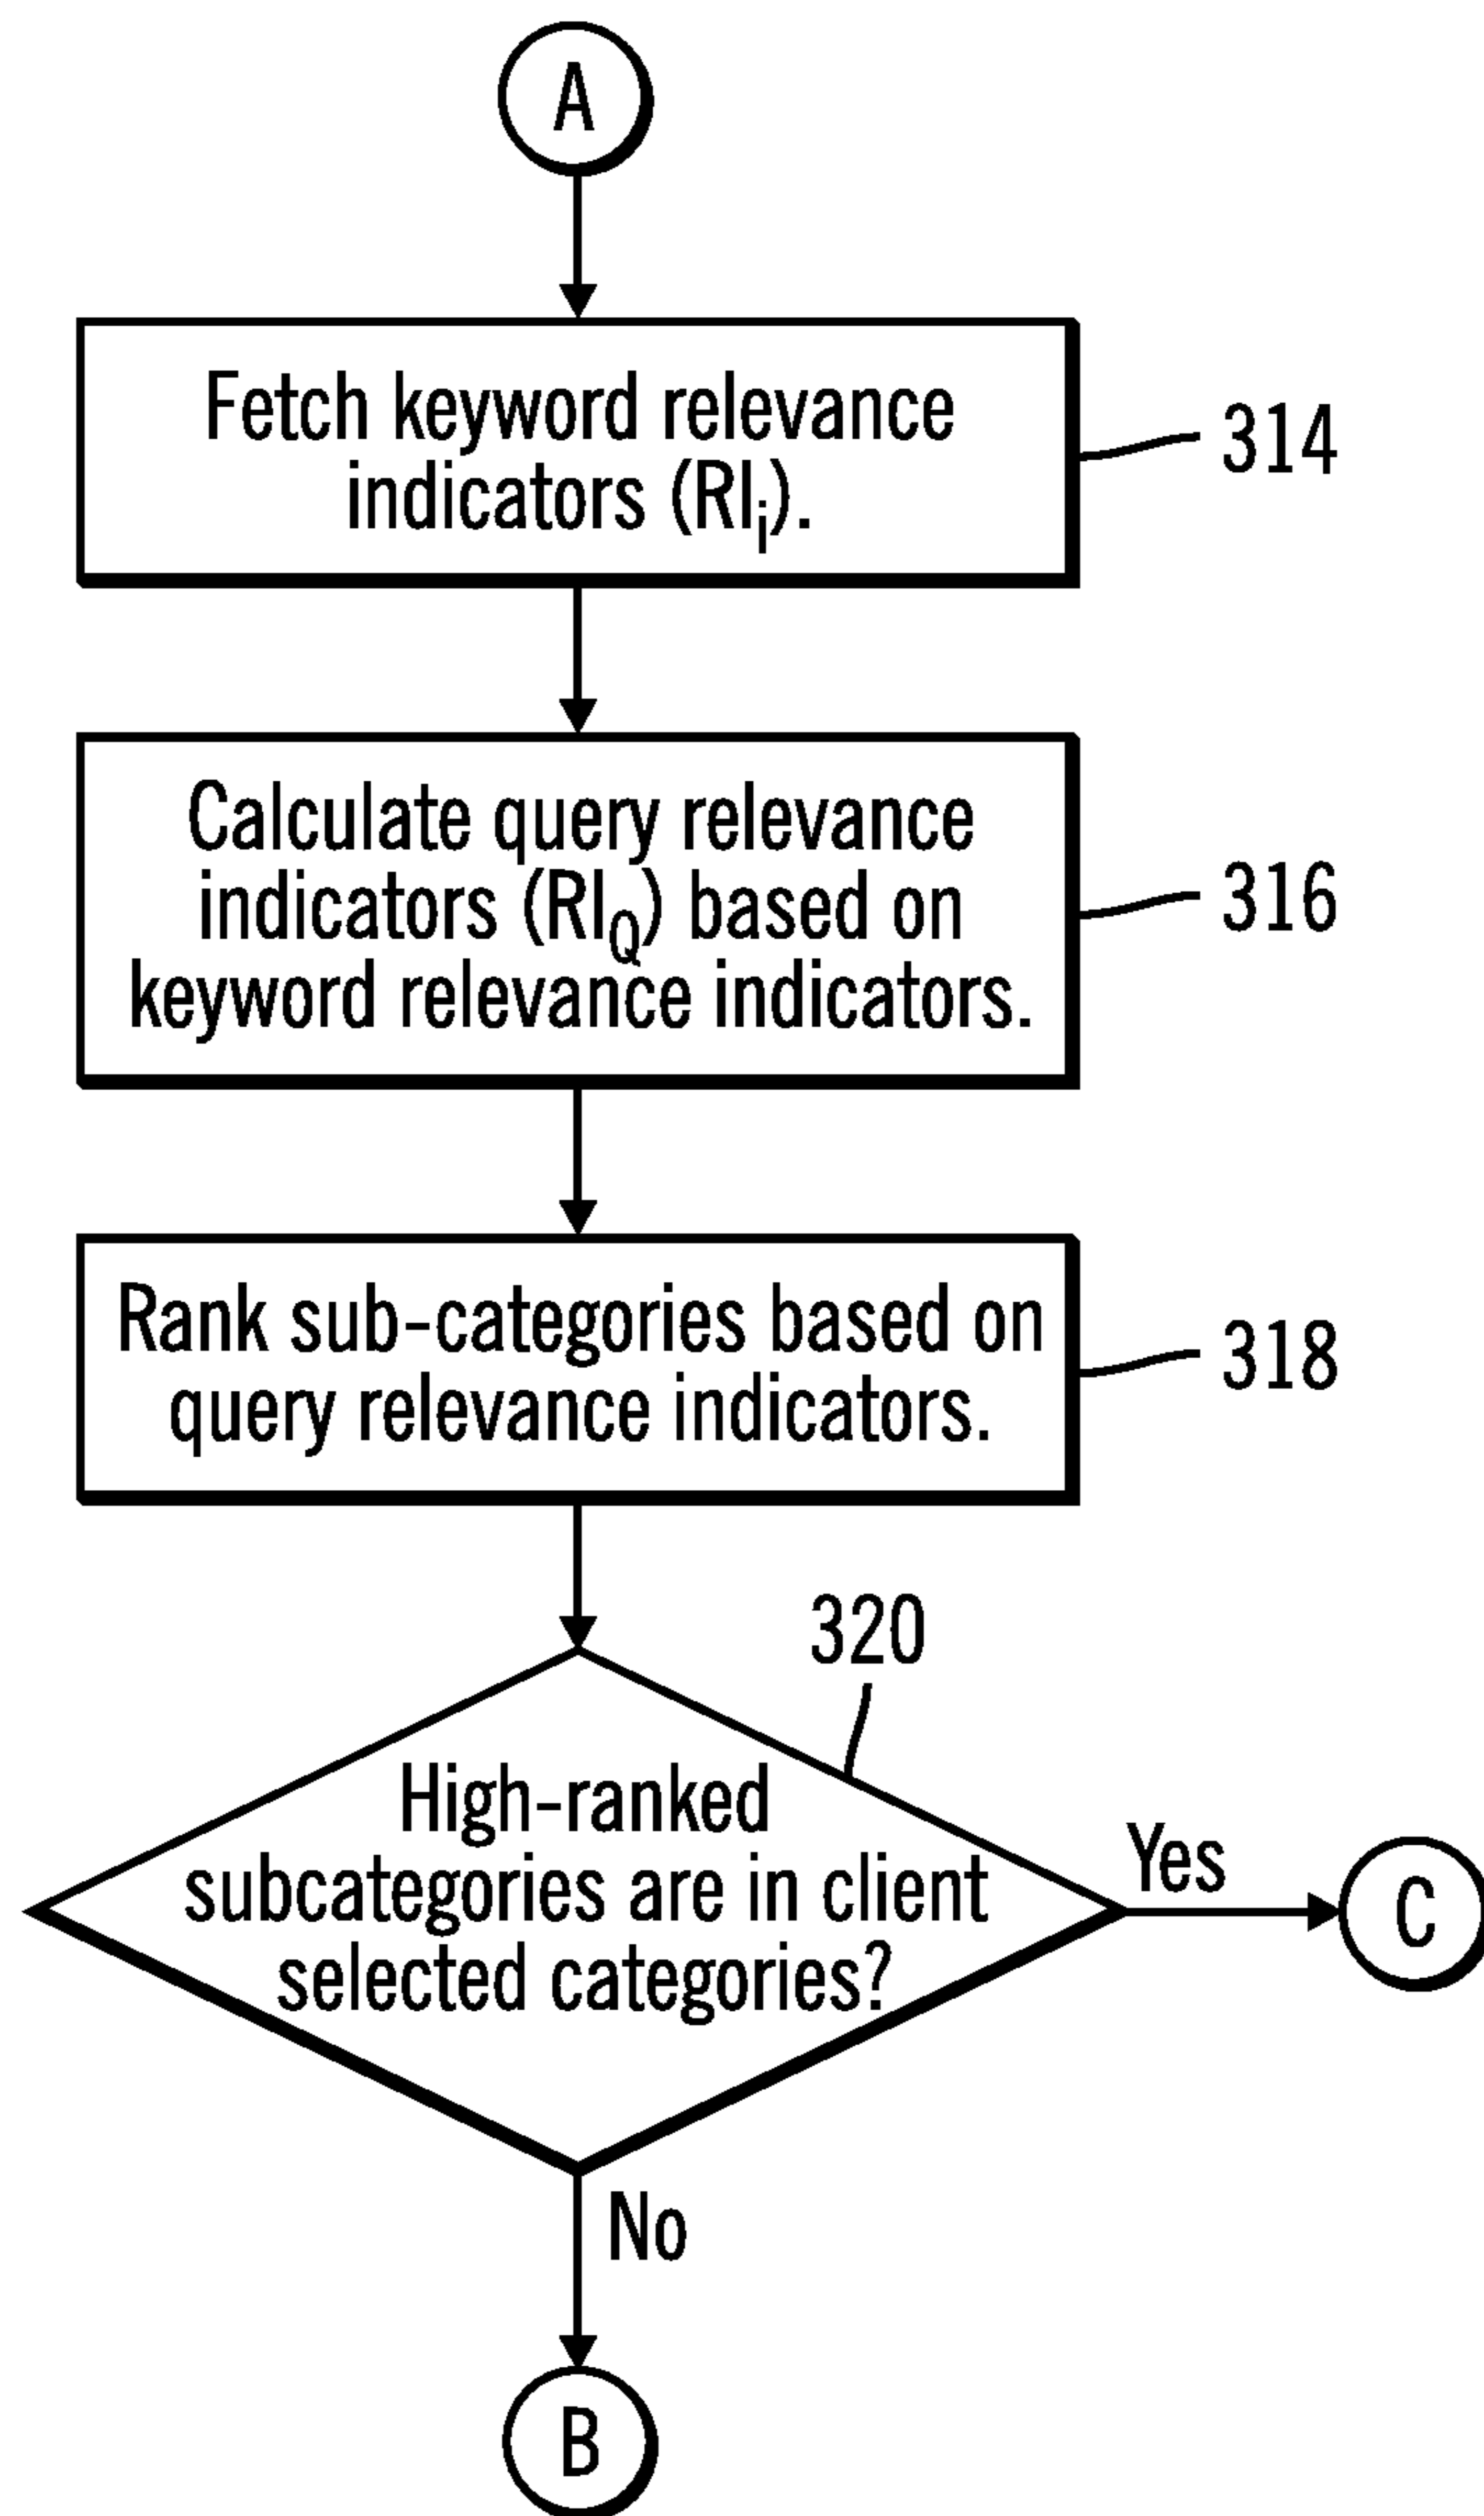 A
Fetch keyword relevance
indicators (RIi).
314
Calculate query relevance
indicators (RIQ) based on
keyword relevance indicators.
316
Rank sub-categories based on
query relevance indicators.
318
320
High-ranked
subcategories are in client
selected categories?
Yes
C
No
B